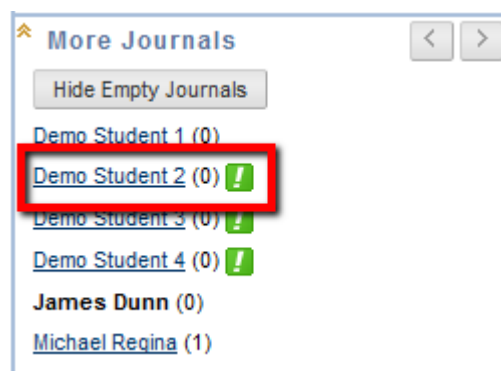 More Journals
Hide Empty Journals
Demo Student 1 (0)
Demo Student 2 (0)
Demo Student 3 (0)
Demo Student 4 (0)
James Dunn (0)
Michael Regina (1)